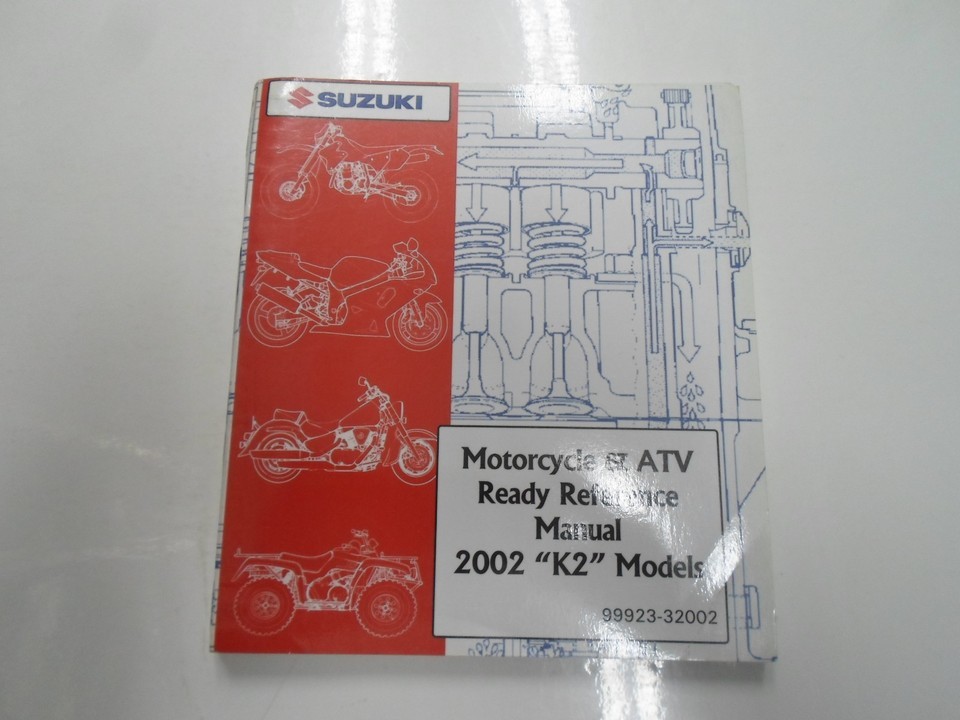 SUZUKI
Motorcycle & ATV
Ready Reference
Manual
2002 "K2" Models
99923-32002